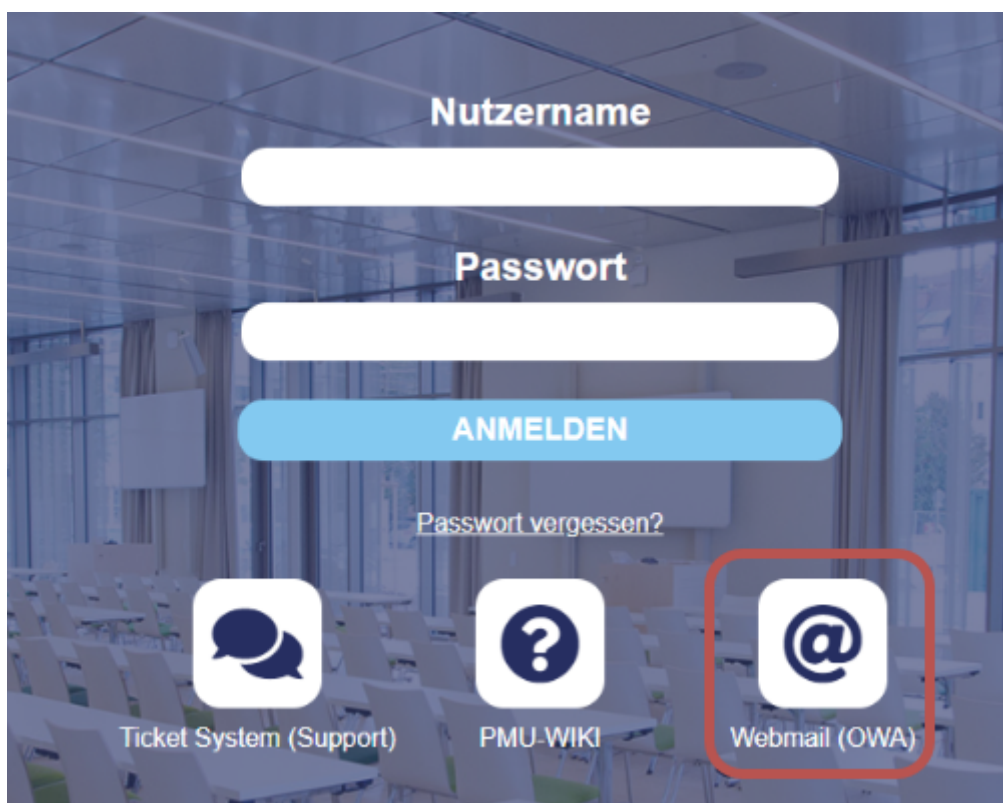 Nutzername
Passwort
ANMELDEN
Passwort vergessen?
@
Ticket System (Support)
PMU-WIKI
Webmail (OWA)